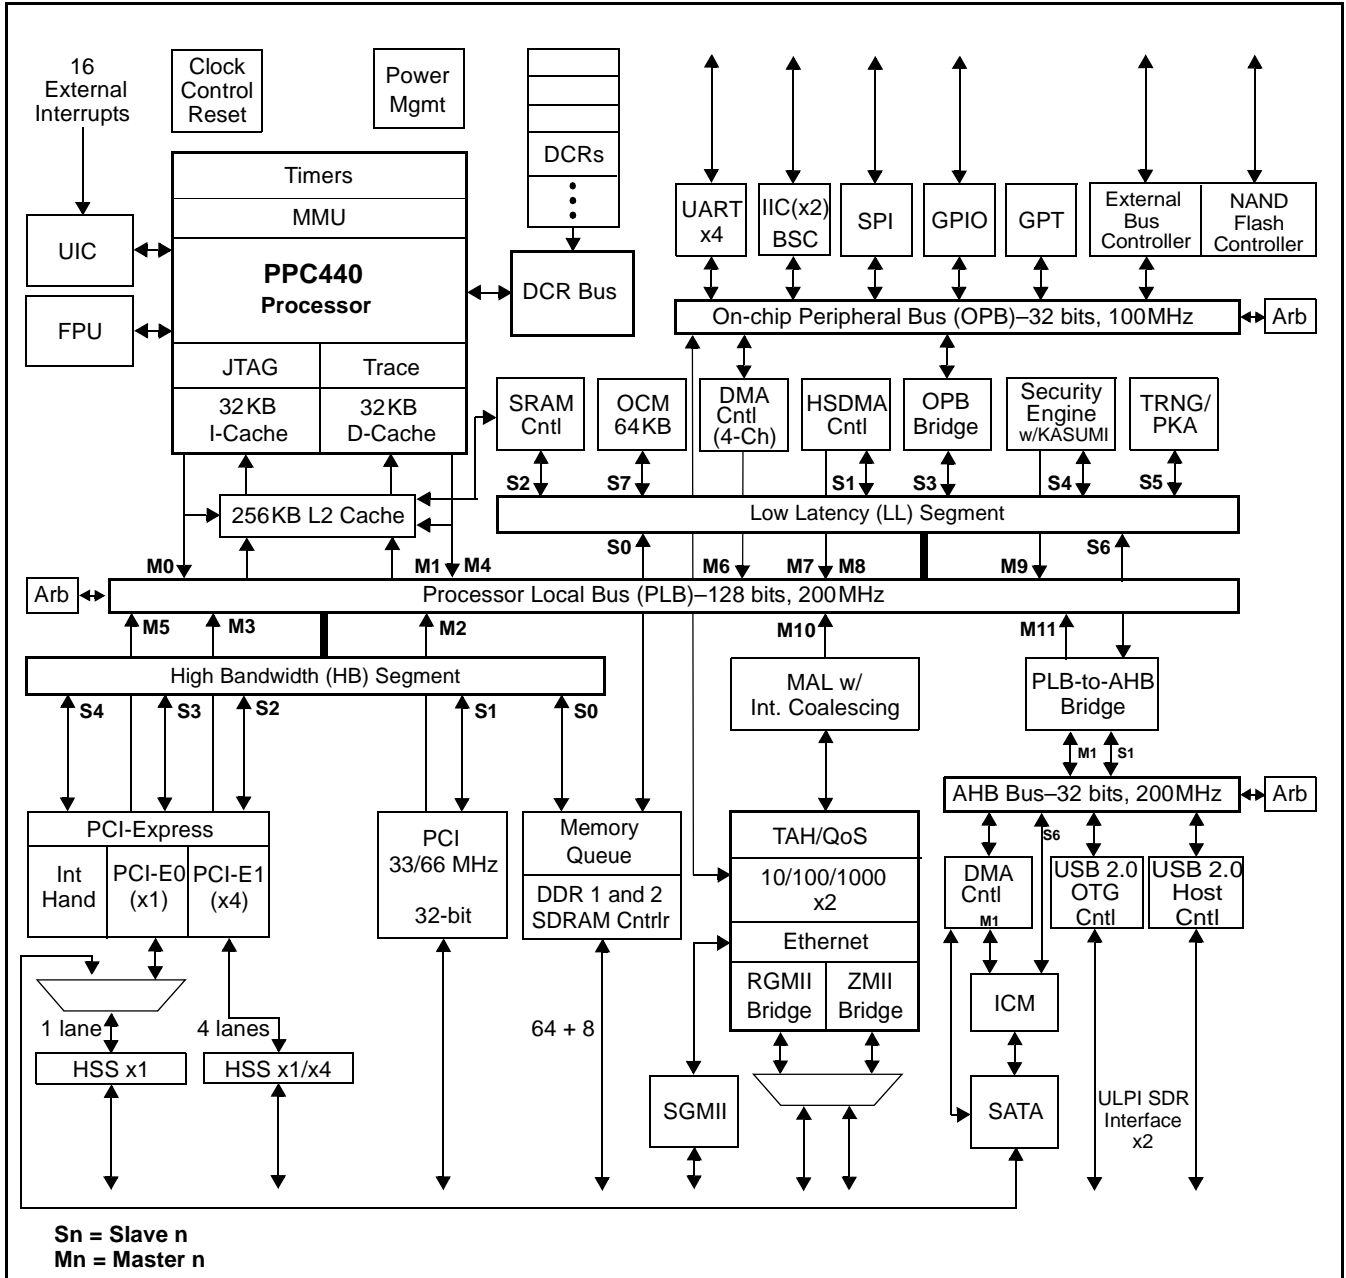 16
External
Interrupts
Clock
Control
Reset
Power
Mgmt
DCRs
Timers
MMU
PPC440
Processor
JTAG
Trace
32KB
I-Cache
32KB
D-Cache
UIC
FPU
DCR Bus
UART
x4
IIC(x2)
BSC
SPI
GPIO
GPT
External
Bus
Controller
NAND
Flash
Controller
On-chip Peripheral Bus (OPB)–32 bits, 100MHz
Arb
SRAM
Cntl
OCM
64KB
DMA
Cntl
(4-Ch)
HSDMA
Cntl
OPB
Bridge
Security
Engine
w/KASUMI
TRNG/
PKA
S2
S7
S1
S3
S4
S5
256KB L2 Cache
Low Latency (LL) Segment
M0
M1
M4
S0
M6
M7
M8
M9
S6
Arb
Processor Local Bus (PLB)–128 bits, 200MHz
M5
M3
M2
M10
M11
High Bandwidth (HB) Segment
S4
S3
S2
S1
S0
MAL w/
Int. Coalescing
PLB-to-AHB
Bridge
M1
S1
AHB Bus–32 bits, 200MHz
Arb
PCI-Express
Int
Hand
PCI-E0
(x1)
PCI-E1
(x4)
PCI
33/66 MHz
32-bit
Memory
Queue
DDR 1 and 2
SDRAM Cntrlr
TAH/QoS
10/100/1000
x2
Ethernet
RGMII
Bridge
ZMII
Bridge
S6
DMA
Cntl
M1
USB 2.0
OTG
Cntl
USB 2.0
Host
Cntl
ICM
1 lane
4 lanes
64 + 8
HSS x1
HSS x1/x4
SGMII
SATA
ULPI SDR
Interface
x2
Sn = Slave n
Mn = Master n